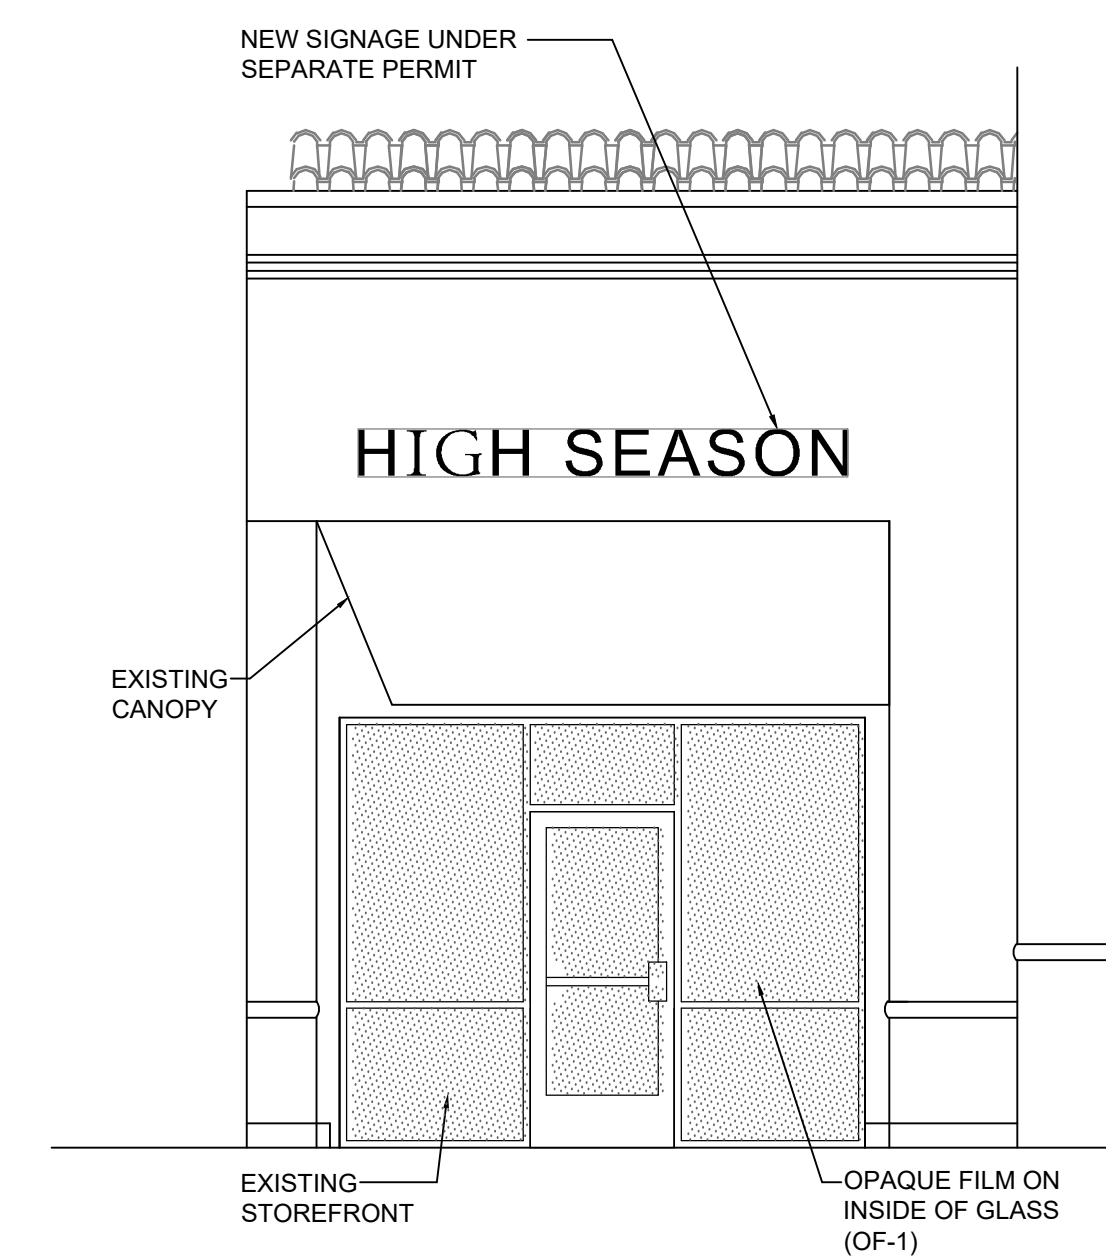 NEW SIGNAGE UNDER
SEPARATE PERMIT
HIGH SEASON
EXISTING
CANOPY
EXISTING
STOREFRONT
OPAQUE FILM ON
INSIDE OF GLASS
(OF-1)